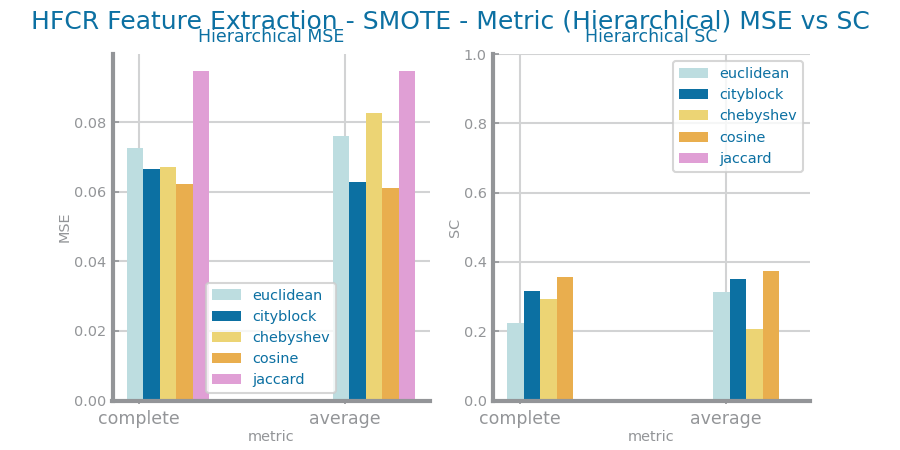 HFCR Feature Extraction - SMOTE - Metric (Hierarchical) MSE vs SC
Hierarchical MSE
MSE
0.08
0.06
0.04
0.02
0.00
euclidean
cityblock
chebyshev
cosine
jaccard
complete
average
metric
Hierarchical SC
SC
1.0
0.8
0.6
0.4
0.2
0.0
euclidean
cityblock
chebyshev
cosine
jaccard
complete
average
metric